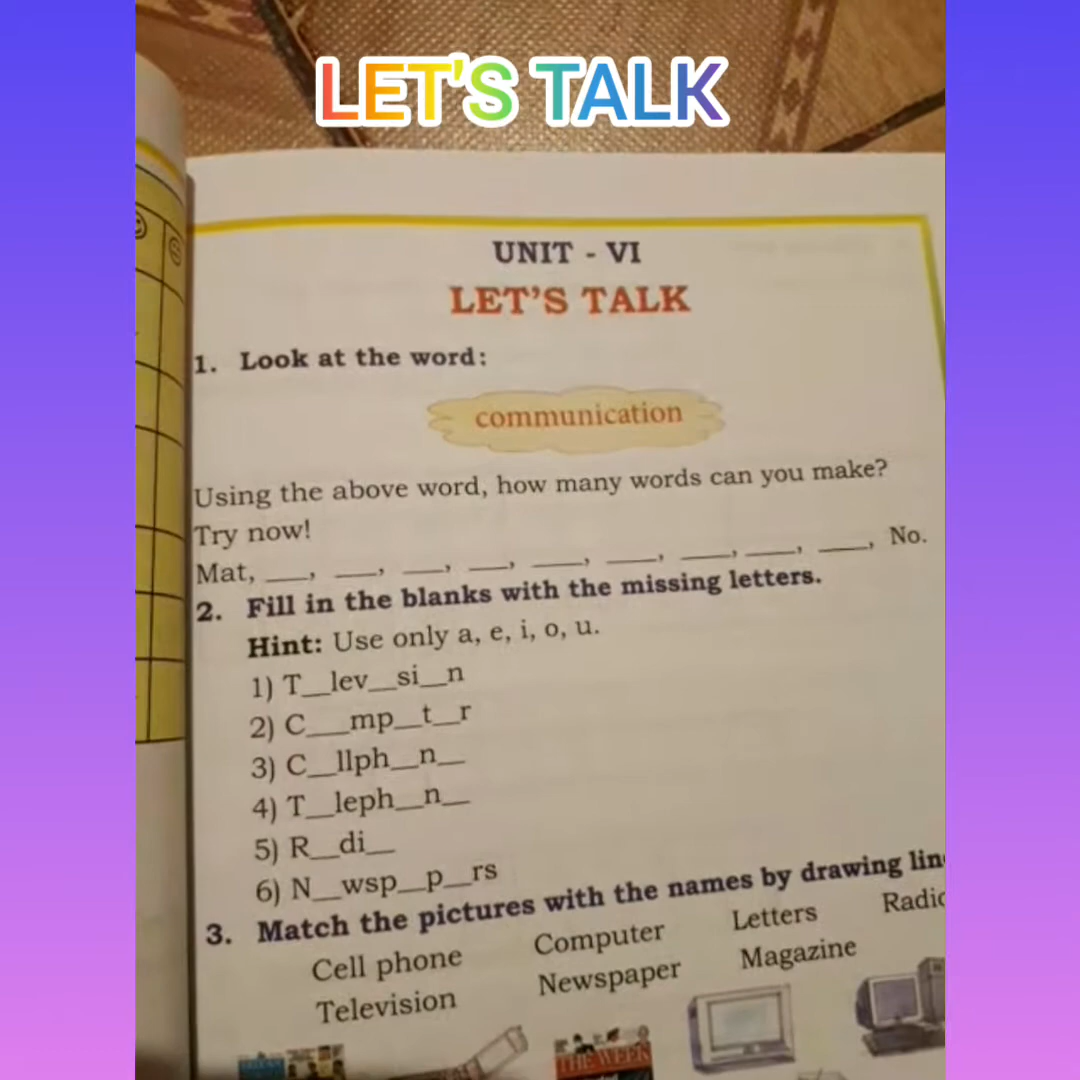 LET'S TALK
UNIT - VI
LET'S TALK
1. Look at the word:
communication
Using the above word, how many words can you make?
Try now!
Mat, ___, ___, ___, ___, ___, ___, ___, ___, ___, No.
2. Fill in the blanks with the missing letters.
Hint: Use only a, e, i, o, u.
1) T__lev__si__n
2) C___mp__t__r
3) C__llph__n__
4) T__leph__n__
5) R__di__
6) N__wsp__p__rs
3. Match the pictures with the names by drawing lin
Cell phone Computer Letters Radio
Television Newspaper Magazine
THE WEEK